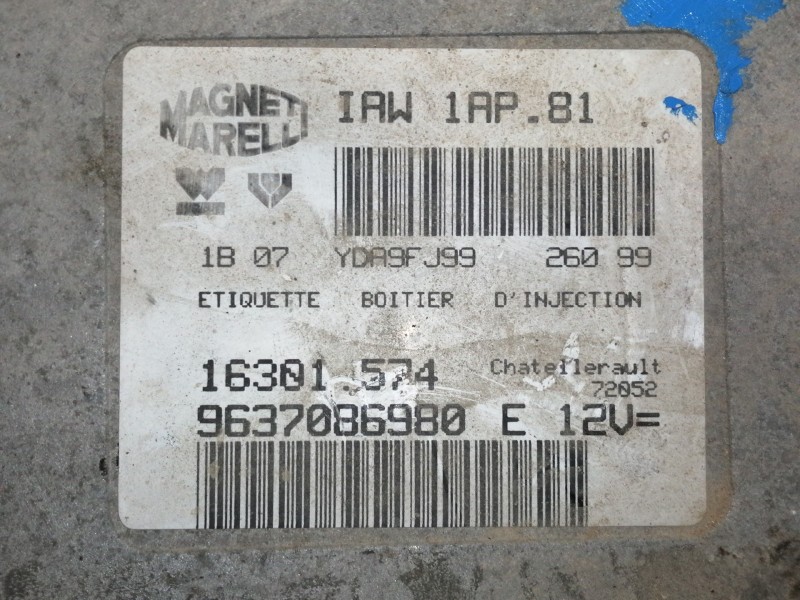 MAGNETI
MARELLI
IAW 1AP.81
1B 07 YDA9FJ99 260 99
ETIQUETTE BOITIER D'INJECTION
16301.574 Chatellerault
72052
9637086980 E 12V=